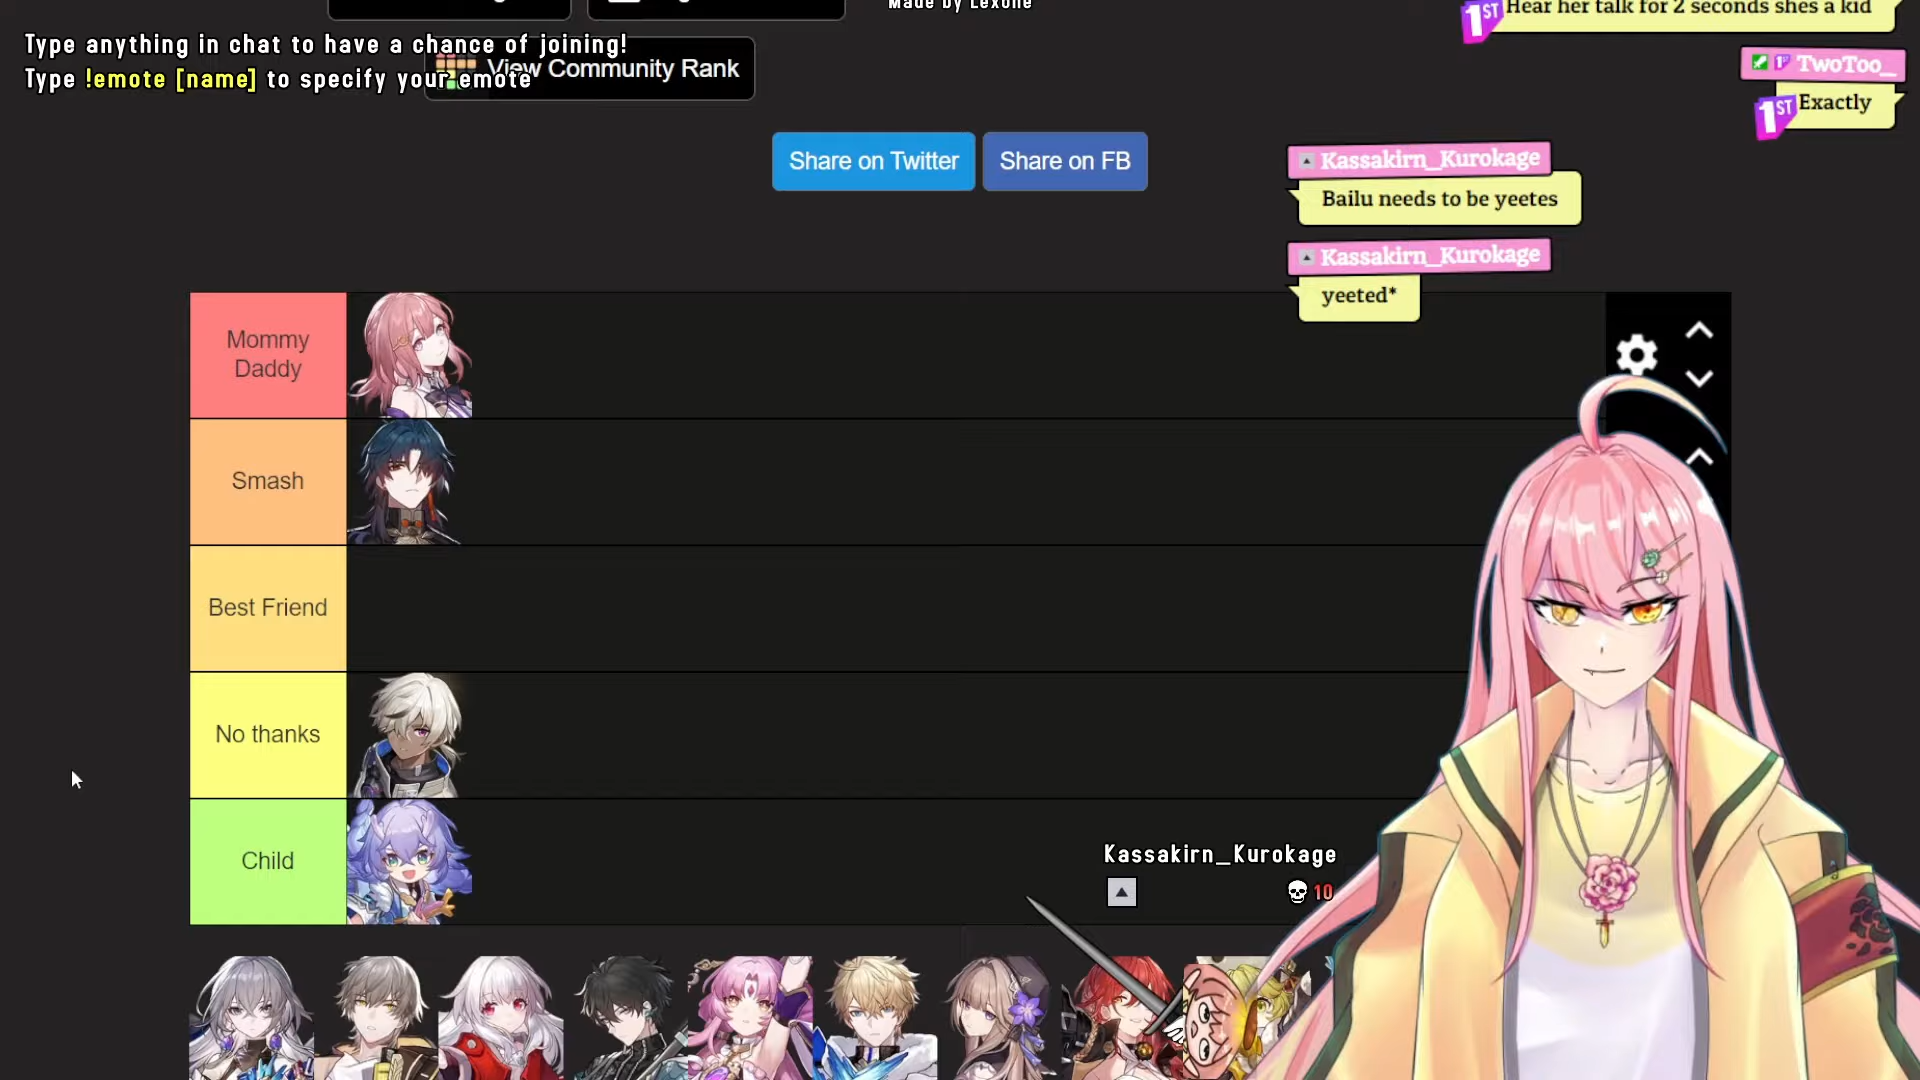 Made by Lexone
Type anything in chat to have a chance of joining!
Type !emote [name] to specify your emote
View Community Rank
Share on Twitter
Share on FB
1ST
Hear her talk for 2 seconds shes a kid
TwoToo_
1ST
Exactly
Kassakirn_Kurokage
Bailu needs to be yeetes
Kassakirn_Kurokage
yeeted*
Mommy
Daddy
Smash
Best Friend
No thanks
Child
Kassakirn_Kurokage
10